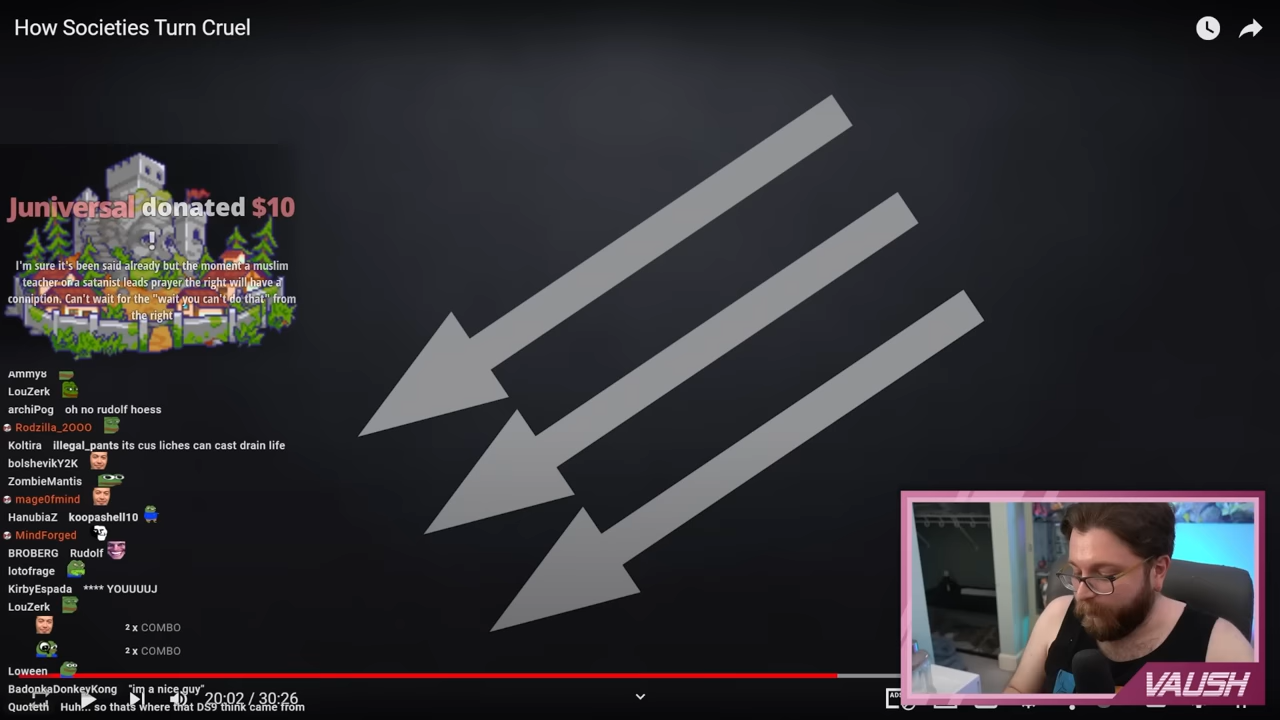 How Societies Turn Cruel
Juniversal donated $10
!
I'm sure it's been said already but the moment a muslim
teacher or a satanist leads prayer the right will have a
conniption. Can't wait for the "wait you can't do that" from
the right
Ammy8
LouZerk
archiPog oh no rudolf hoess
Rodzilla_2OOO
Koltira illegal_pants its cus liches can cast drain life
bolshevikY2K
ZombieMantis
mage0fmind
HanubiaZ koopashell10
MindForged
BROBERG Rudolf
lotofrage
KirbyEspada **** YOUUUUJ
LouZerk
2 x COMBO
2 x COMBO
Loween
BadonkaDonkeyKong "im a nice guy"
20:02 / 30:26
Quoteth Huh... so thats where that DS9 think came from
VAUSH